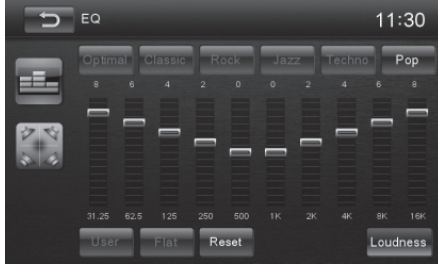 EQ 11:30
Optimal Classic Rock Jazz Techno Pop
8 6 4 2 0 0 2 4 6 8
31.25 62.5 125 250 500 1K 2K 4K 8K 16K
User Flat Reset Loudness